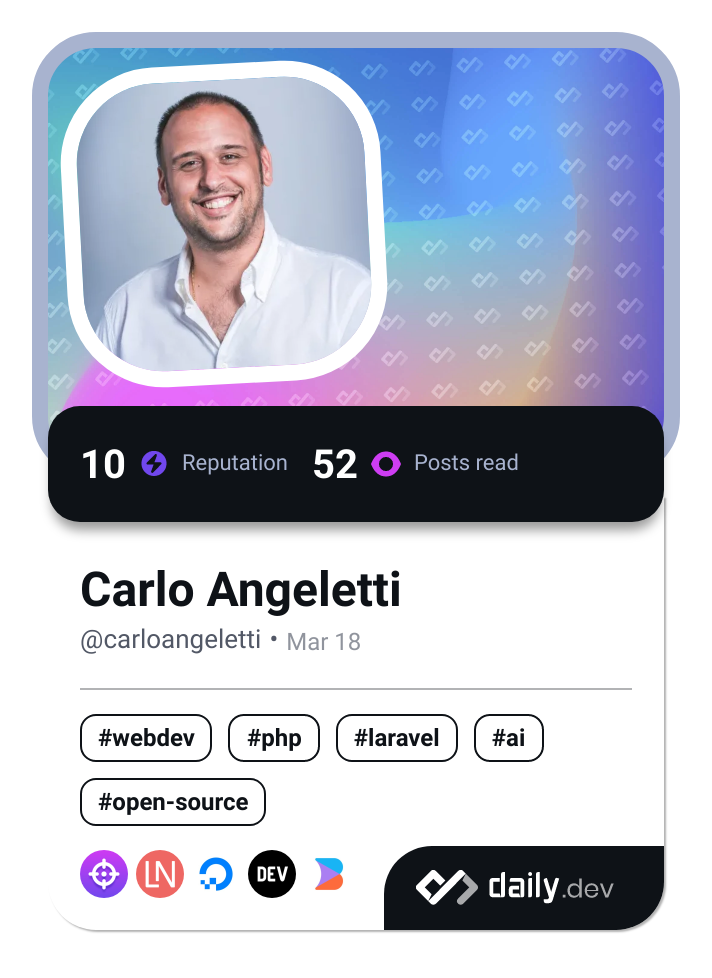 10 Reputation 52 Posts read
Carlo Angeletti
@carloangeletti • Mar 18
#webdev #php #laravel #ai
#open-source
LN DEV daily.dev